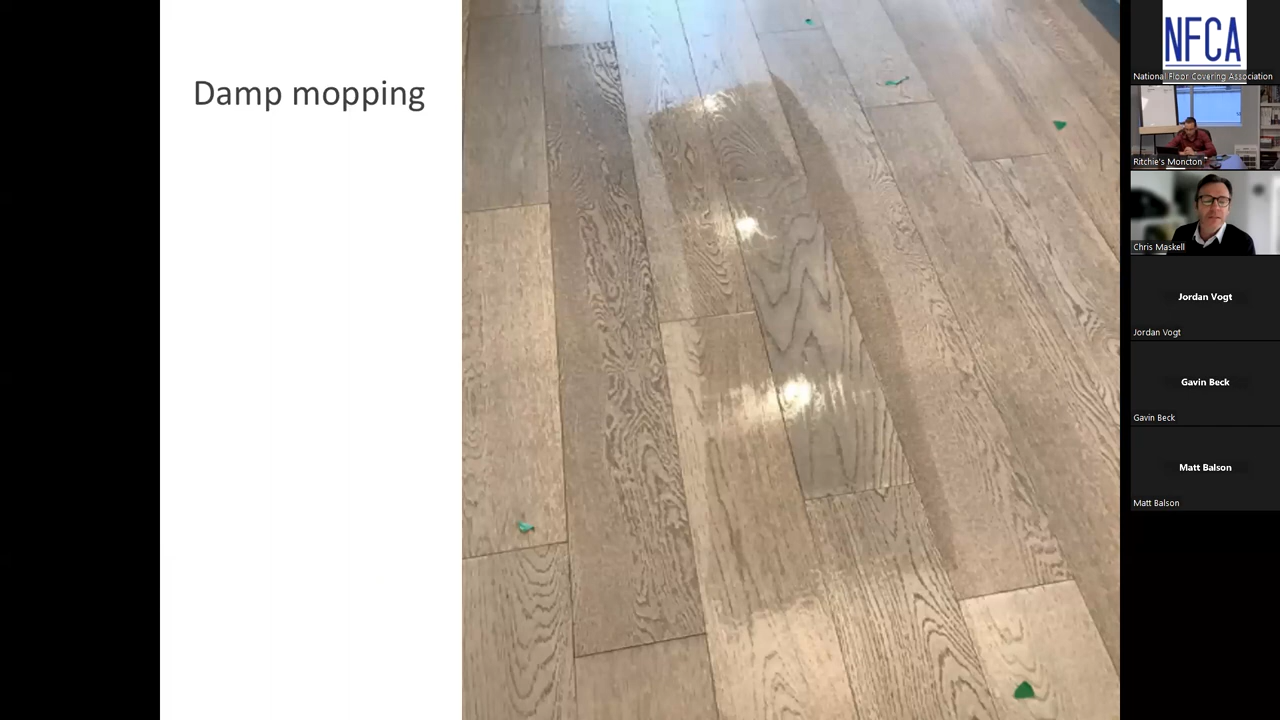 Damp mopping
NFCA
National Floor Covering Association
Ritchie's Moncton
Chris Maskell
Jordan Vogt
Jordan Vogt
Gavin Beck
Gavin Beck
Matt Balson
Matt Balson